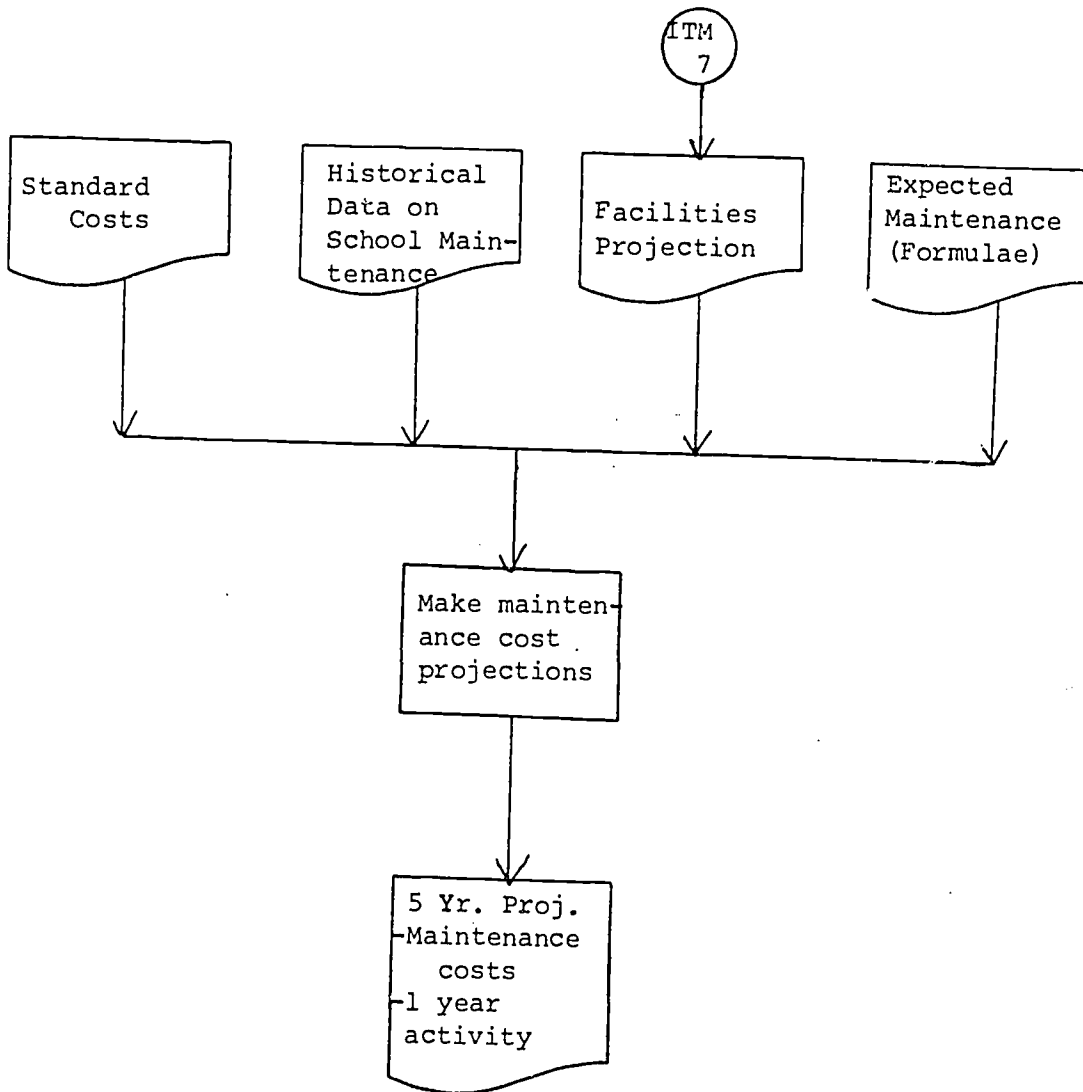 ITM
7
Standard
Costs
Historical
Data on
School Main-
tenance
Facilities
Projection
Expected
Maintenance
(Formulae)
Make mainten-
ance cost
projections
5 Yr. Proj.
-Maintenance
costs
-1 year
activity